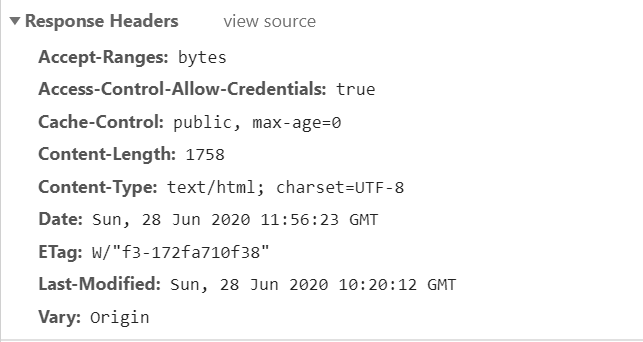 Response Headers view source
Accept-Ranges: bytes
Access-Control-Allow-Credentials: true
Cache-Control: public, max-age=0
Content-Length: 1758
Content-Type: text/html; charset=UTF-8
Date: Sun, 28 Jun 2020 11:56:23 GMT
ETag: W/"f3-172fa710f38"
Last-Modified: Sun, 28 Jun 2020 10:20:12 GMT
Vary: Origin